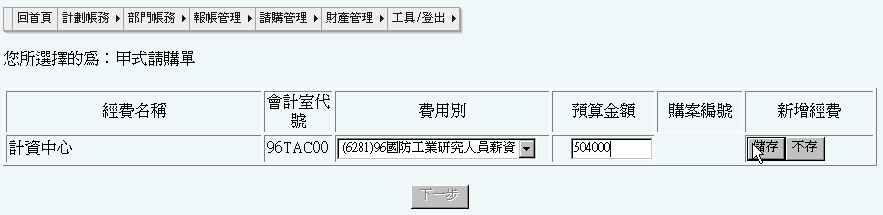 回首頁 計劃帳務 部門帳務 報帳管理 請購管理 財產管理 工具/登出
您所選擇的為：甲式請購單
經費名稱 會計室代號 費用別 預算金額 購案編號 新增經費
計資中心 96TAC00 (6281)96國防工業研究人員薪資 504000 儲存 不存
下一步